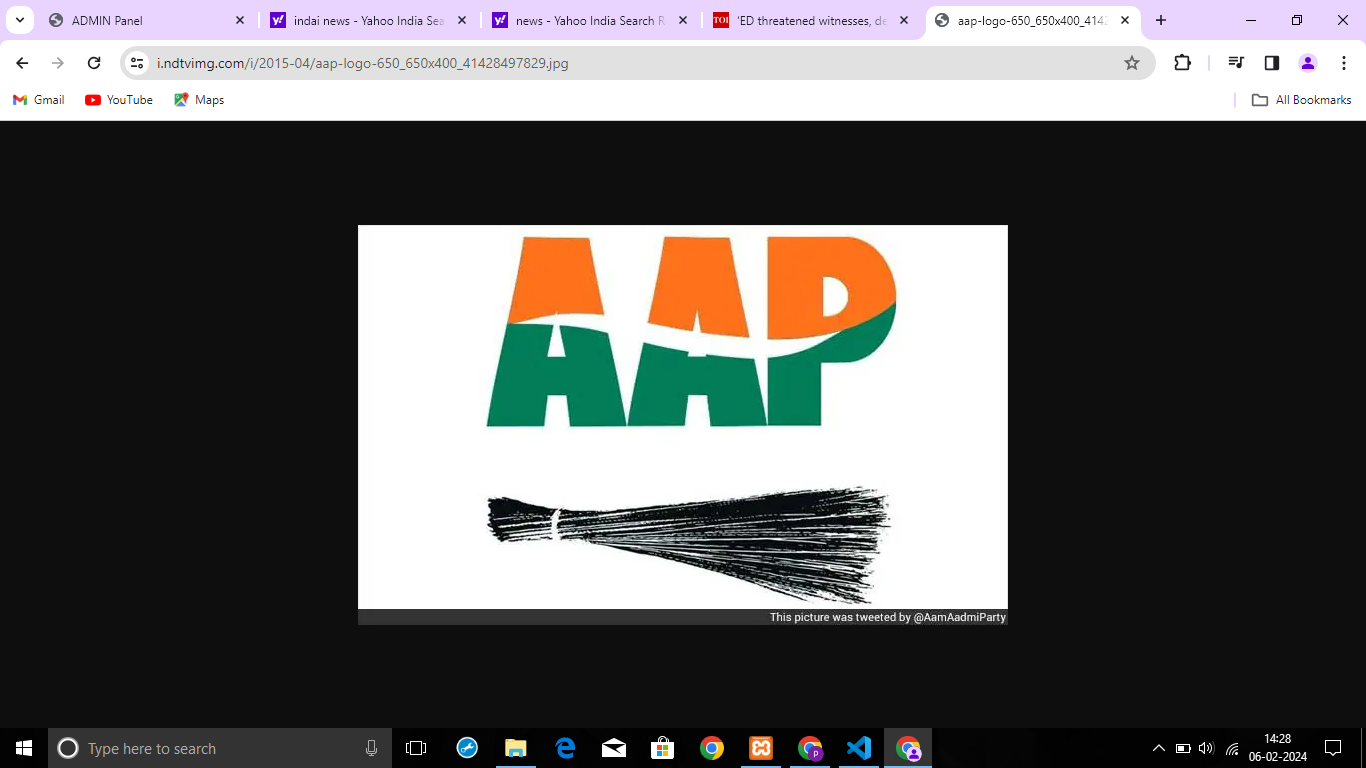 ADMIN Panel
indai news - Yahoo India Sea
news - Yahoo India Search R
TOI
'ED threatened witnesses, de
aap-logo-650_650x400_4142
i.ndtvimg.com/i/2015-04/aap-logo-650_650x400_41428497829.jpg
Gmail
YouTube
Maps
All Bookmarks
AAP
This picture was tweeted by @AamAadmiParty
Type here to search
p
14:28
06-02-2024